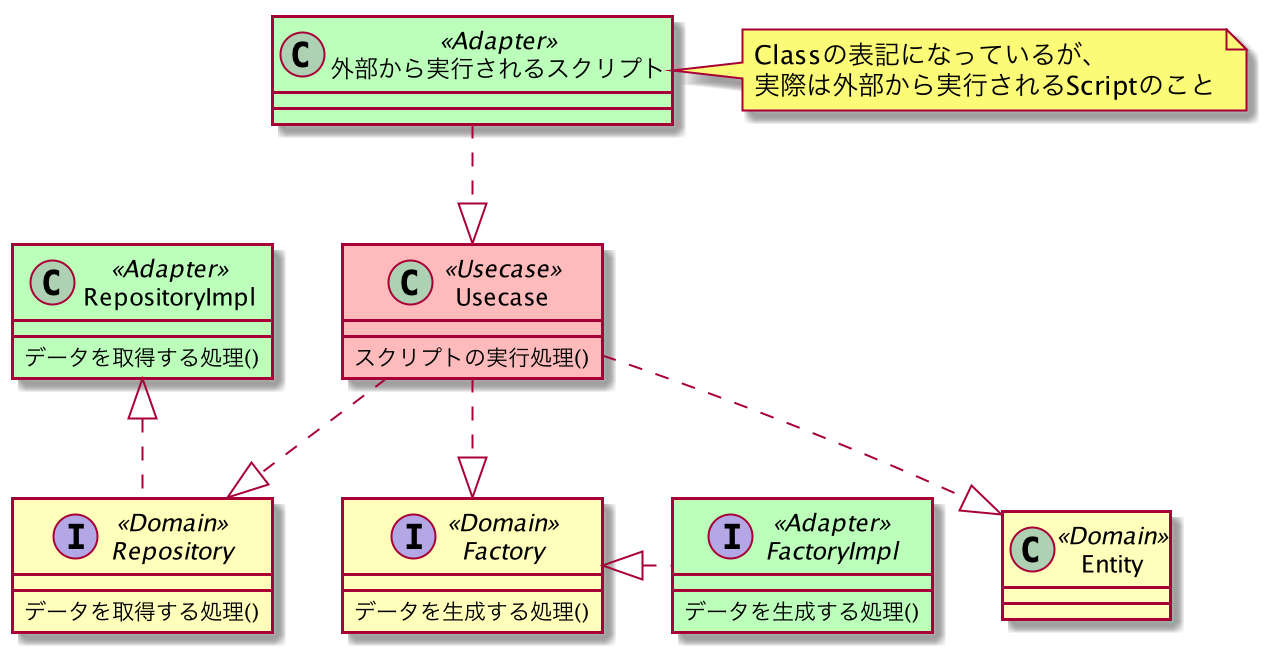 C
«Adapter»
外部から実行されるスクリプト
Classの表記になっているが、
実際は外部から実行されるScriptのこと
C
«Adapter»
RepositoryImpl
データを取得する処理()
C
«Usecase»
Usecase
スクリプトの実行処理()
I
«Domain»
Repository
データを取得する処理()
I
«Domain»
Factory
データを生成する処理()
I
«Adapter»
FactoryImpl
データを生成する処理()
C
«Domain»
Entity